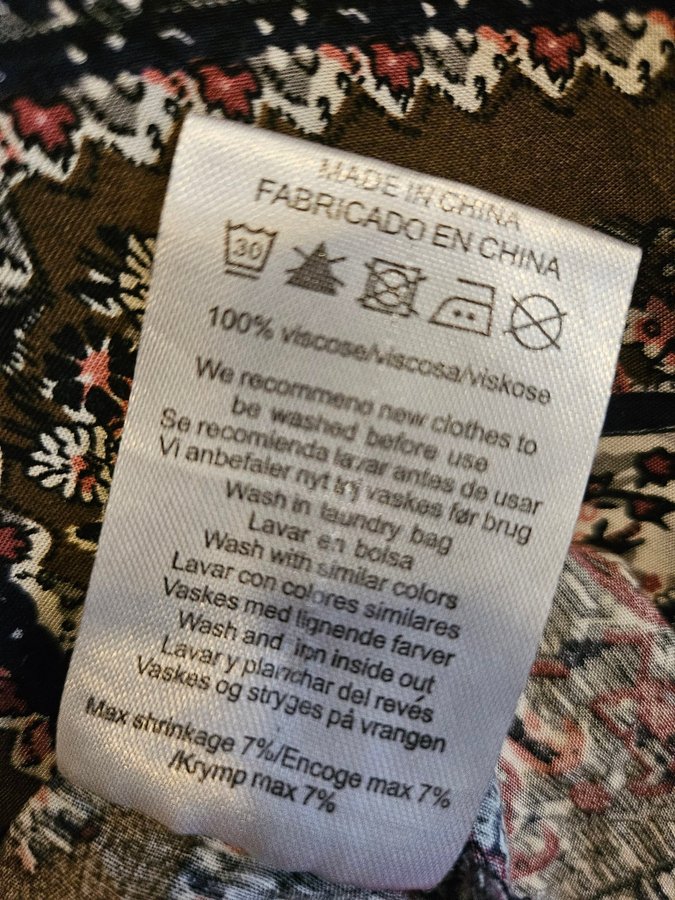 MADE IN CHINA
FABRICADO EN CHINA
30
100% viscose/viscosa/viskose
We recommend new clothes to
be washed before use
Se recomienda lavar antes de usar
Vi anbefaler nyt tøj vaskes før brug
Wash in laundry bag
Lavar en bolsa
Wash with similar colors
Lavar con colores similares
Vaskes med lignende farver
Wash and iron inside out
Lavar y planchar del revés
Vaskes og stryges på vrangen
Max shrinkage 7%/Encoge max 7%
/Krymp max 7%